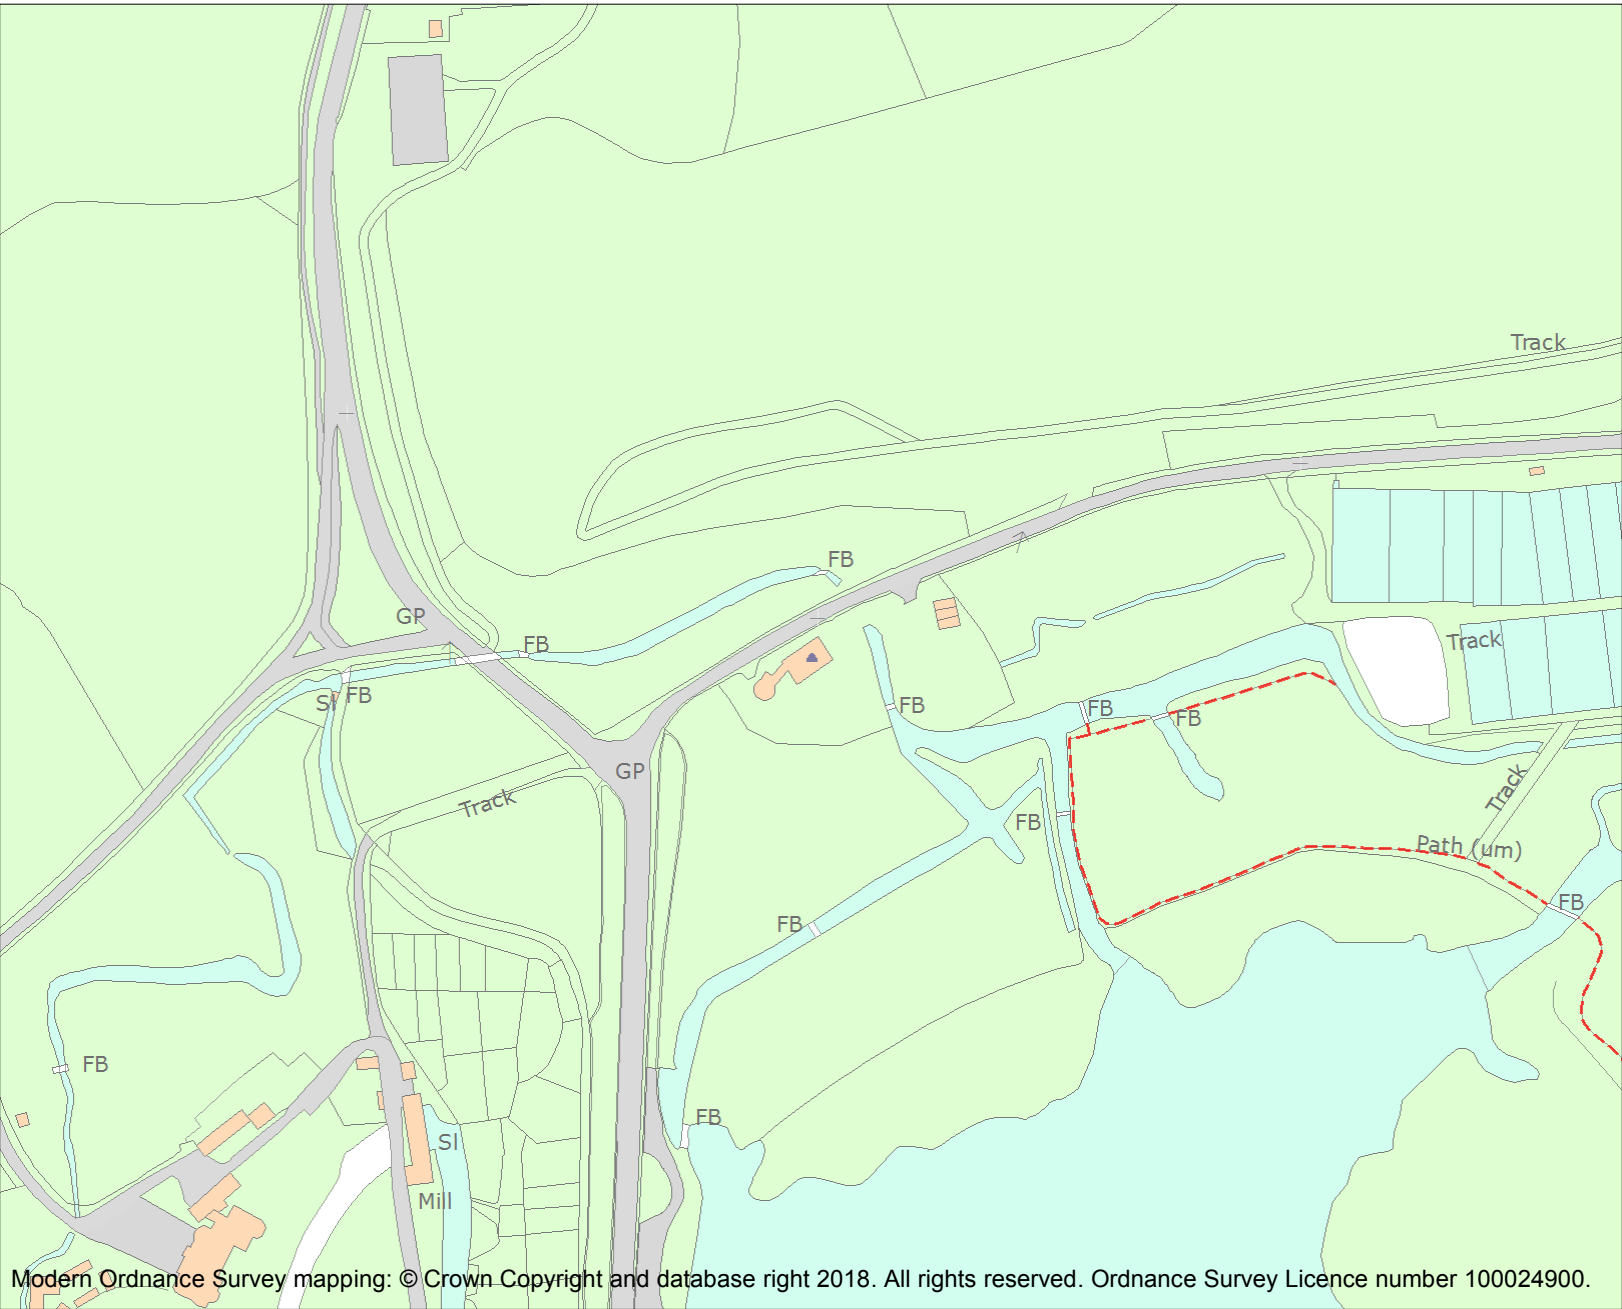 Track
FB
GP
FB
Track
FB
Sl
FB
FB
FB
GP
Track
Track
FB
Path (um)
FB
FB
FB
FB
Sl
Mill
Modern Ordnance Survey mapping: © Crown Copyright and database right 2018. All rights reserved. Ordnance Survey Licence number 100024900.